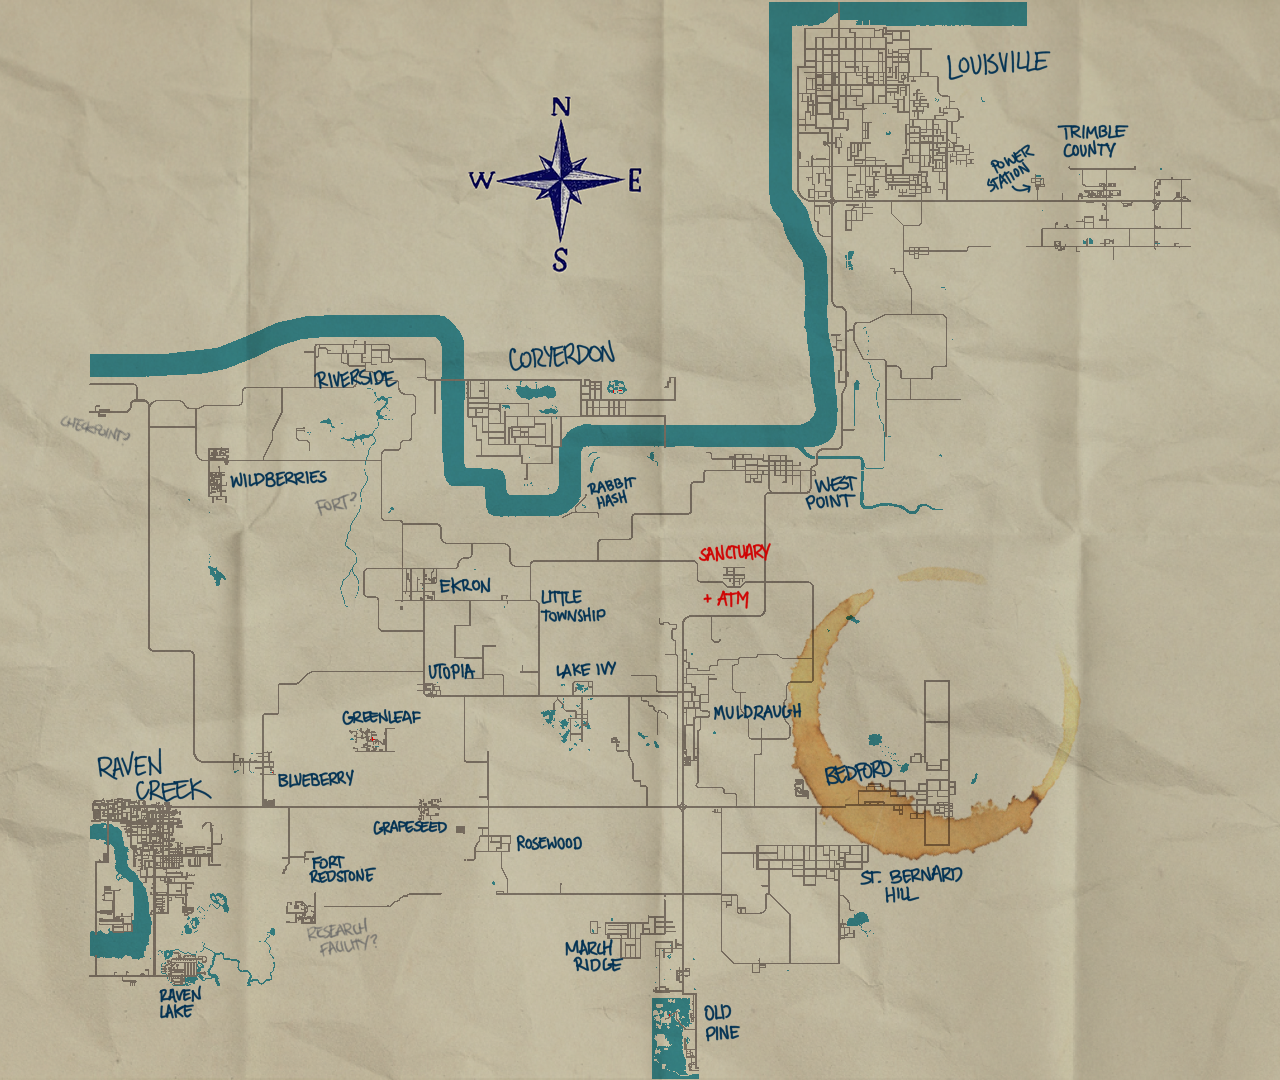 LOUISVILLE
N
W
E
S
TRIMBLE
COUNTY
POWER
STATION
CORYERDON
RIVERSIDE
CHECKPOINT?
WILDBERRIES
FORT?
RABBIT
HASH
WEST
POINT
SANCTUARY
+ ATM
EKRON
LITTLE
TOWNSHIP
UTOPIA
LAKE IVY
GREENLEAF
MULDRAUGH
RAVEN
CREEK
BLUEBERRY
BEDFORD
GRAPESEED
ROSEWOOD
FORT
REDSTONE
ST. BERNARD
HILL
RESEARCH
FACILITY?
MARCH
RIDGE
RAVEN
LAKE
OLD
PINE